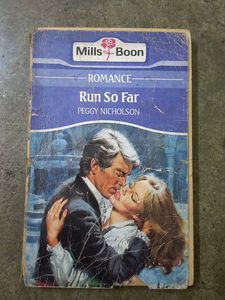 Mills Boon
ROMANCE
Run So Far
PEGGY NICHOLSON